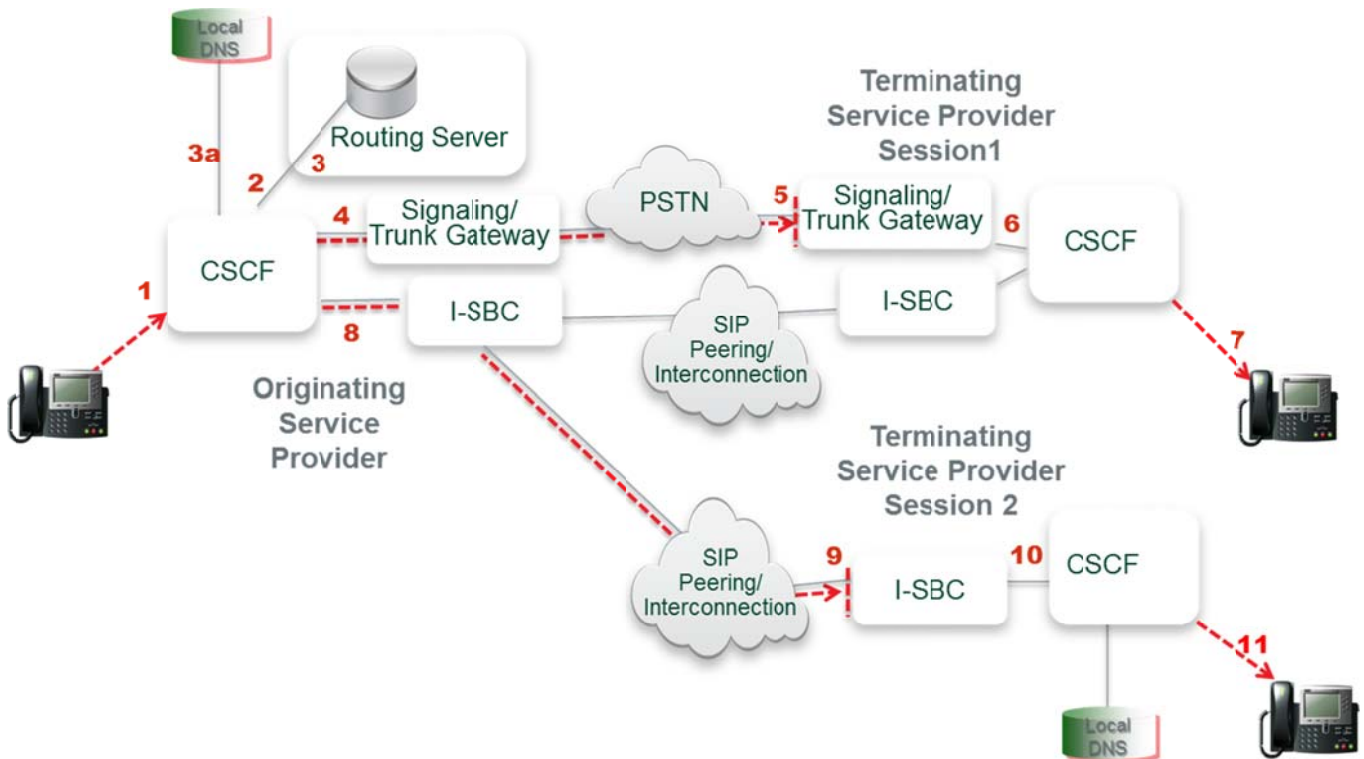 Local
DNS
Routing Server
3a
2
3
Terminating
Service Provider
Session1
1
CSCF
4
Signaling/
Trunk Gateway
PSTN
5
Signaling/
Trunk Gateway
6
CSCF
8
I-SBC
SIP
Peering/
Interconnection
I-SBC
7
Originating
Service
Provider
Terminating
Service Provider
Session 2
SIP
Peering/
Interconnection
9
I-SBC
10
CSCF
11
Local
DNS